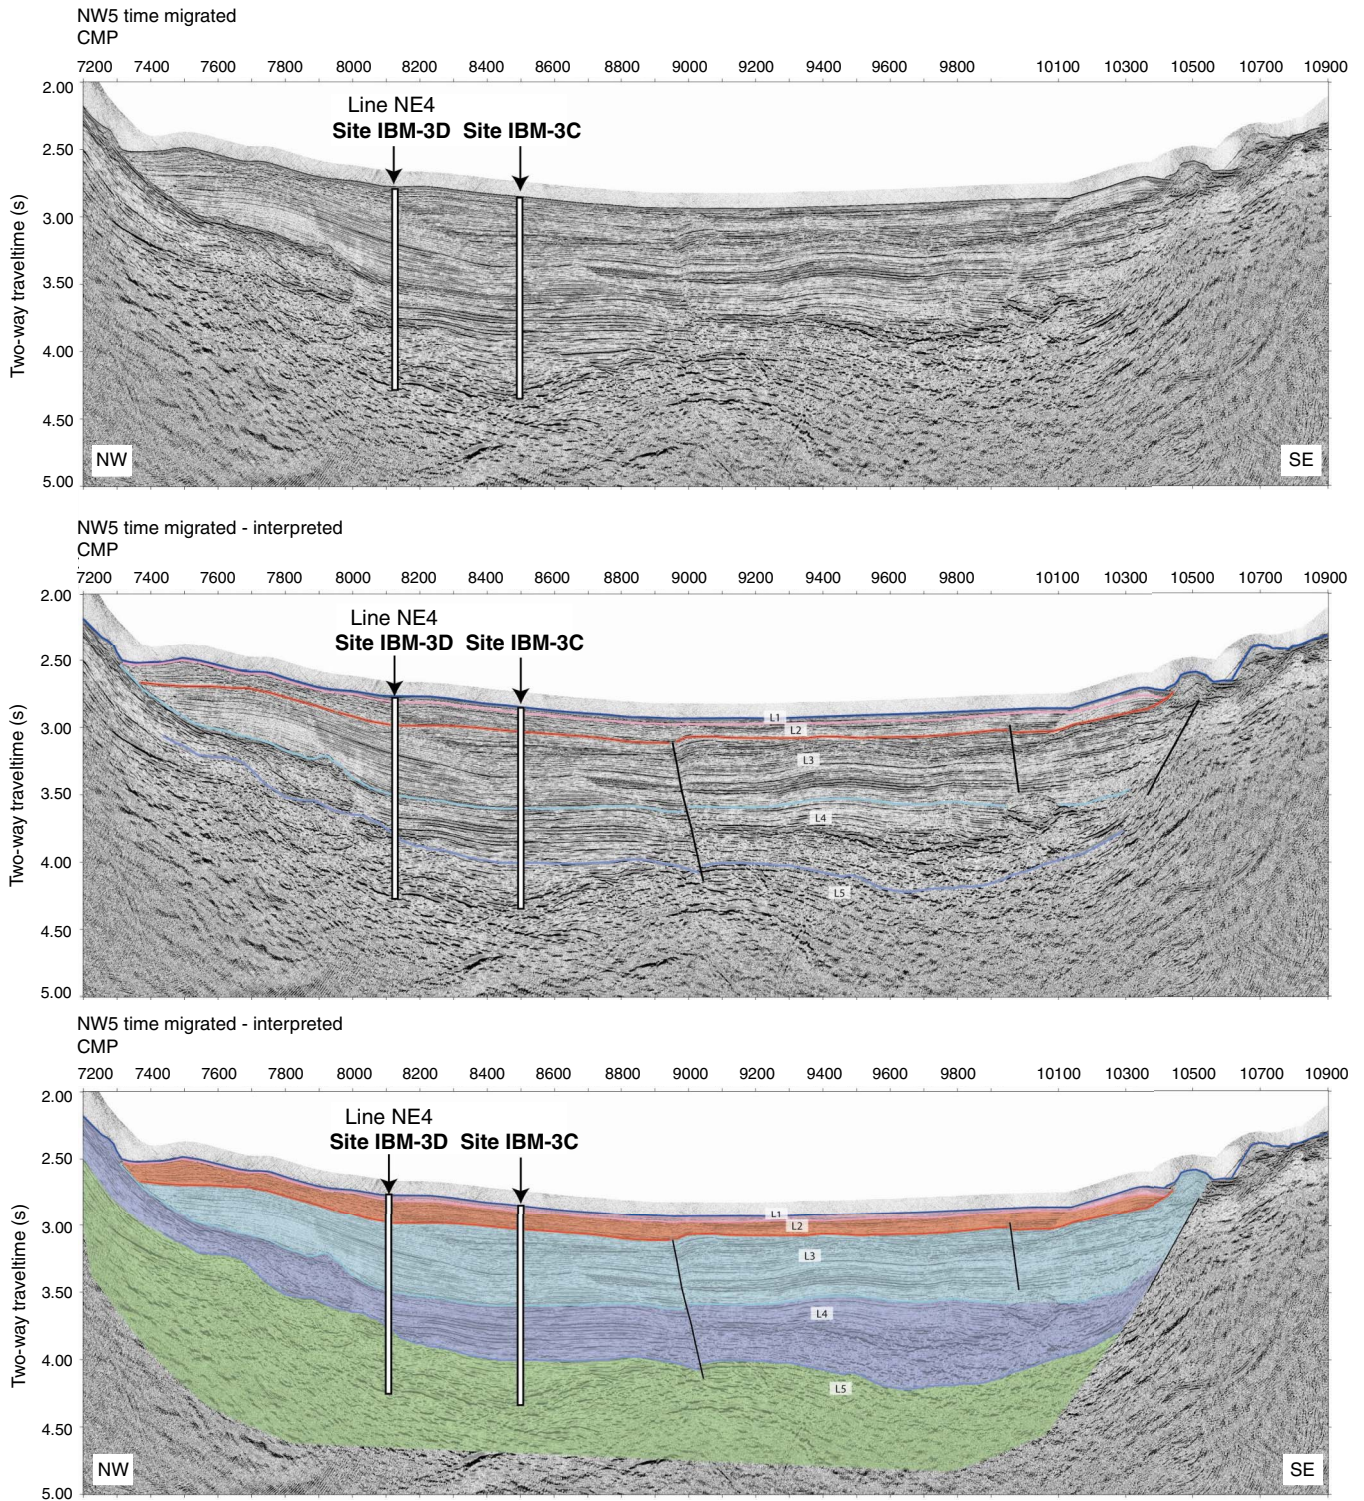 NW5 time migrated
CMP
7200 7400 7600 7800 8000 8200 8400 8600 8800 9000 9200 9400 9600 9800 10100 10300 10500 10700 10900
Line NE4
Site IBM-3D Site IBM-3C
Two-way traveltime (s)
2.00
2.50
3.00
3.50
4.00
4.50
5.00
NW
SE
NW5 time migrated - interpreted
CMP
7200 7400 7600 7800 8000 8200 8400 8600 8800 9000 9200 9400 9600 9800 10100 10300 10500 10700 10900
Line NE4
Site IBM-3D Site IBM-3C
Two-way traveltime (s)
2.00
2.50
3.00
3.50
4.00
4.50
5.00
L1
L2
L3
L4
L5
NW5 time migrated - interpreted
CMP
7200 7400 7600 7800 8000 8200 8400 8600 8800 9000 9200 9400 9600 9800 10100 10300 10500 10700 10900
Line NE4
Site IBM-3D Site IBM-3C
Two-way traveltime (s)
2.00
2.50
3.00
3.50
4.00
4.50
5.00
L1
L2
L3
L4
L5
NW
SE